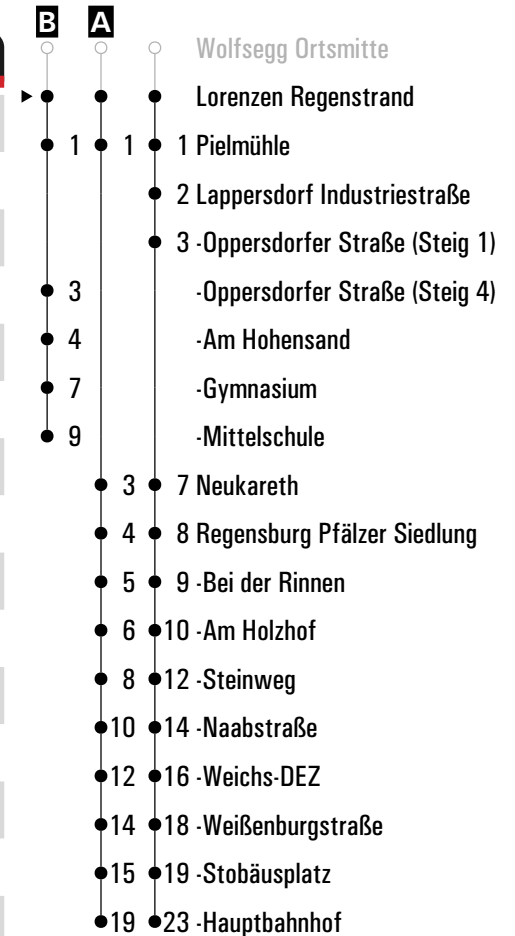 B A
Wolfsegg Ortsmitte
Lorenzen Regenstrand
1 1 1 Pielmühle
2 Lappersdorf Industriestraße
3 -Oppersdorfer Straße (Steig 1)
3 -Oppersdorfer Straße (Steig 4)
4 -Am Hohensand
7 -Gymnasium
9 -Mittelschule
3 7 Neukareth
4 8 Regensburg Pfälzer Siedlung
5 9 -Bei der Rinnen
6 10 -Am Holzhof
8 12 -Steinweg
10 14 -Naabstraße
12 16 -Weichs-DEZ
14 18 -Weißenburgstraße
15 19 -Stobäusplatz
19 23 -Hauptbahnhof